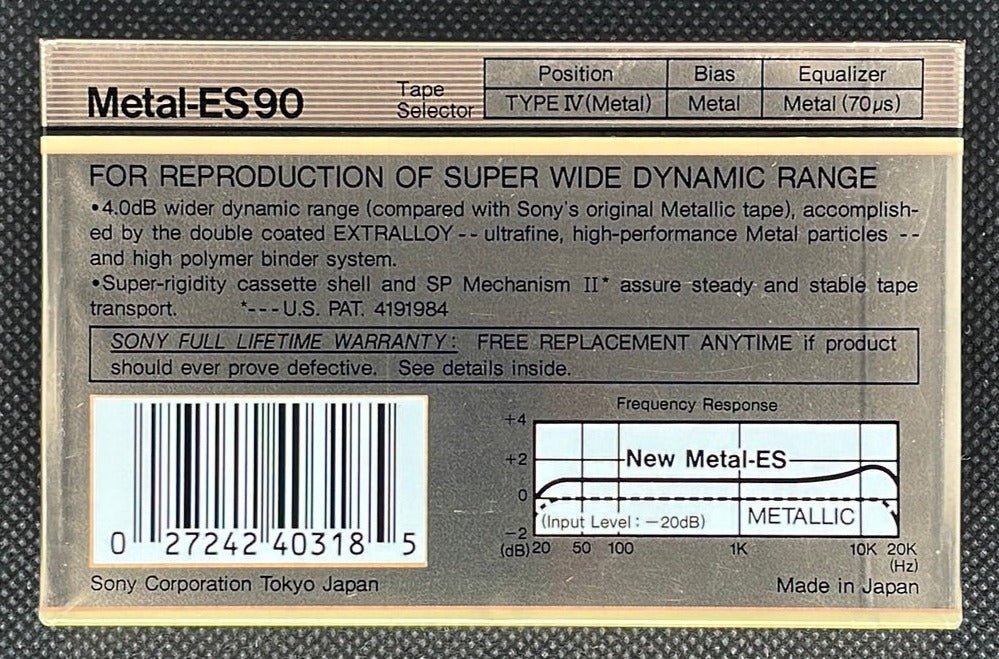 Metal-ES90
Tape
Selector
Position Bias Equalizer
TYPE IV(Metal) Metal Metal (70μs)
FOR REPRODUCTION OF SUPER WIDE DYNAMIC RANGE
•4.0dB wider dynamic range (compared with Sony's original Metallic tape), accomplish-
ed by the double coated EXTRALLOY -- ultrafine, high-performance Metal particles --
and high polymer binder system.
•Super-rigidity cassette shell and SP Mechanism II* assure steady and stable tape
transport. *---U.S. PAT. 4191984
SONY FULL LIFETIME WARRANTY: FREE REPLACEMENT ANYTIME if product
should ever prove defective. See details inside.
0 27242 40318 5
Frequency Response
+4
+2
0
−2
(dB)
New Metal-ES
(Input Level : −20dB)
METALLIC
20 50 100 1K 10K 20K
(Hz)
Sony Corporation Tokyo Japan
Made in Japan